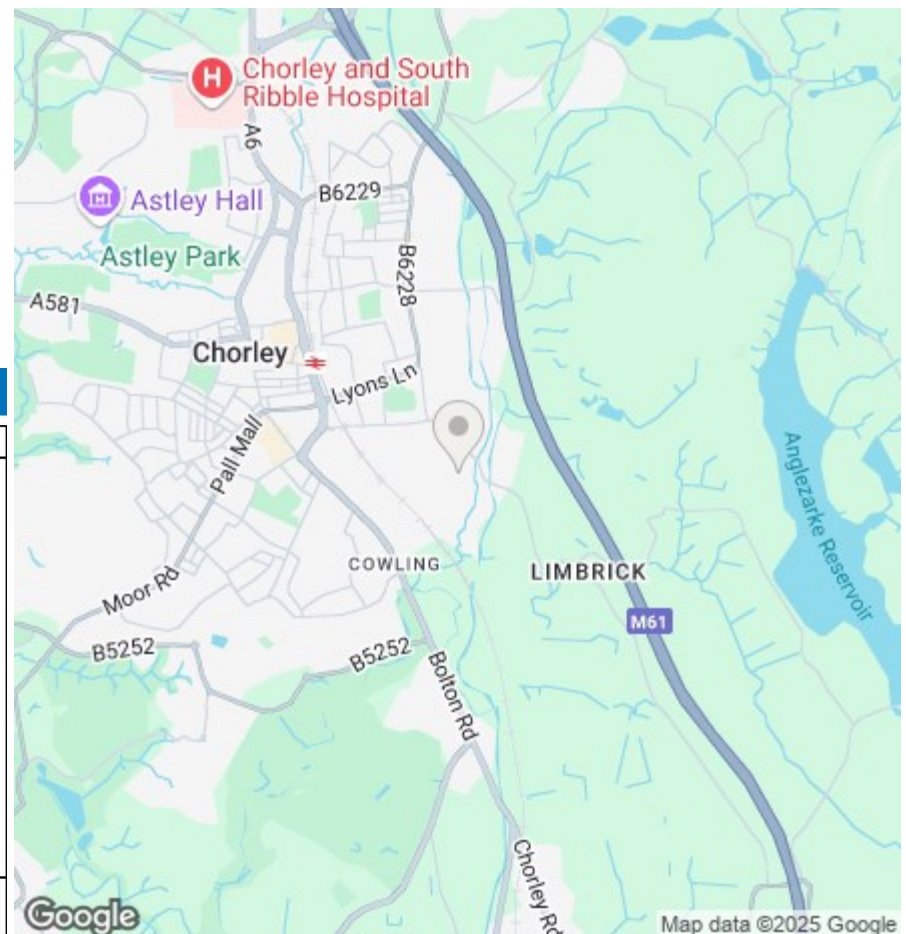 H
Chorley and South
Ribble Hospital
A6
B6229
Astley Hall
Astley Park
B6228
A581
Chorley
Lyons Ln
Pall Mall
Anglezarke Reservoir
COWLING
LIMBRICK
Moor Rd
M61
B5252
B5252
Bolton Rd
Chorley Rd
Google
Map data ©2025 Google